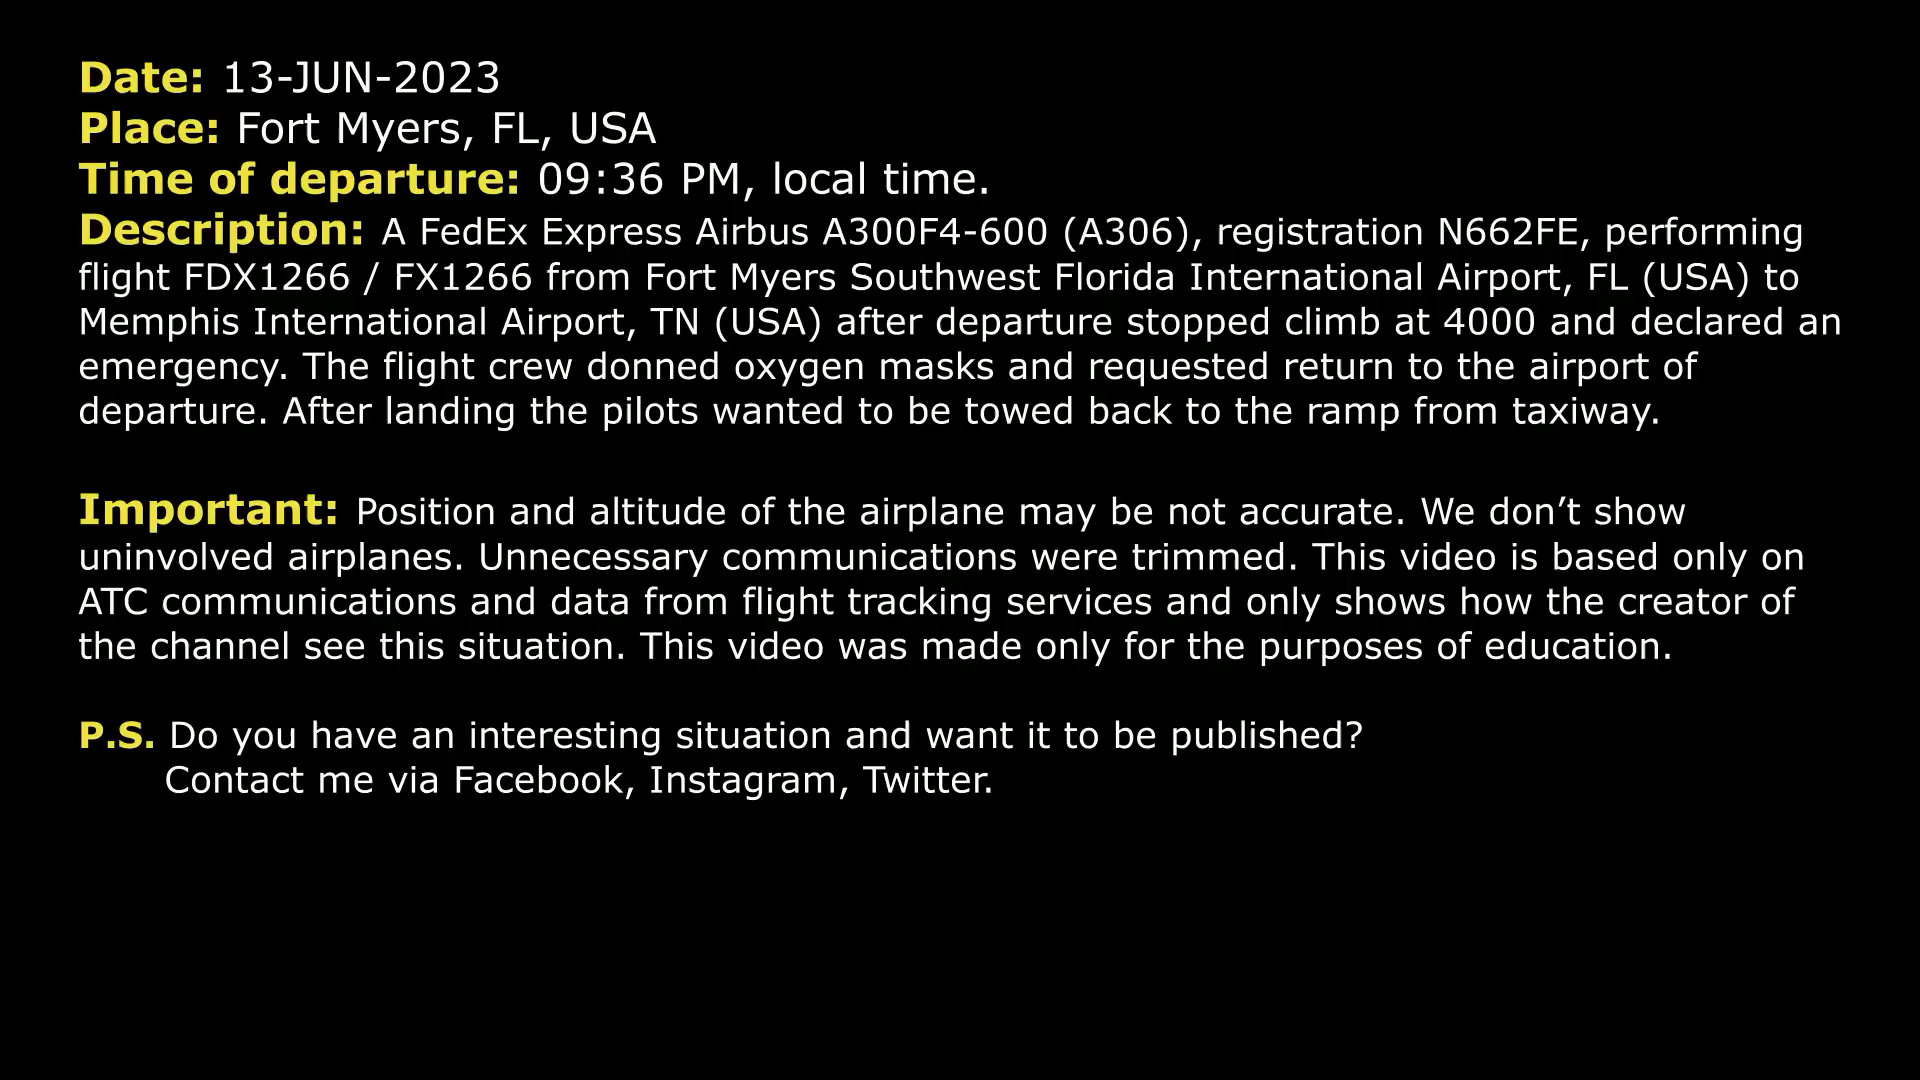 Date: 13-JUN-2023
Place: Fort Myers, FL, USA
Time of departure: 09:36 PM, local time.
Description: A FedEx Express Airbus A300F4-600 (A306), registration N662FE, performing
flight FDX1266 / FX1266 from Fort Myers Southwest Florida International Airport, FL (USA) to
Memphis International Airport, TN (USA) after departure stopped climb at 4000 and declared an
emergency. The flight crew donned oxygen masks and requested return to the airport of
departure. After landing the pilots wanted to be towed back to the ramp from taxiway.
Important: Position and altitude of the airplane may be not accurate. We don’t show
uninvolved airplanes. Unnecessary communications were trimmed. This video is based only on
ATC communications and data from flight tracking services and only shows how the creator of
the channel see this situation. This video was made only for the purposes of education.
P.S. Do you have an interesting situation and want it to be published?
Contact me via Facebook, Instagram, Twitter.